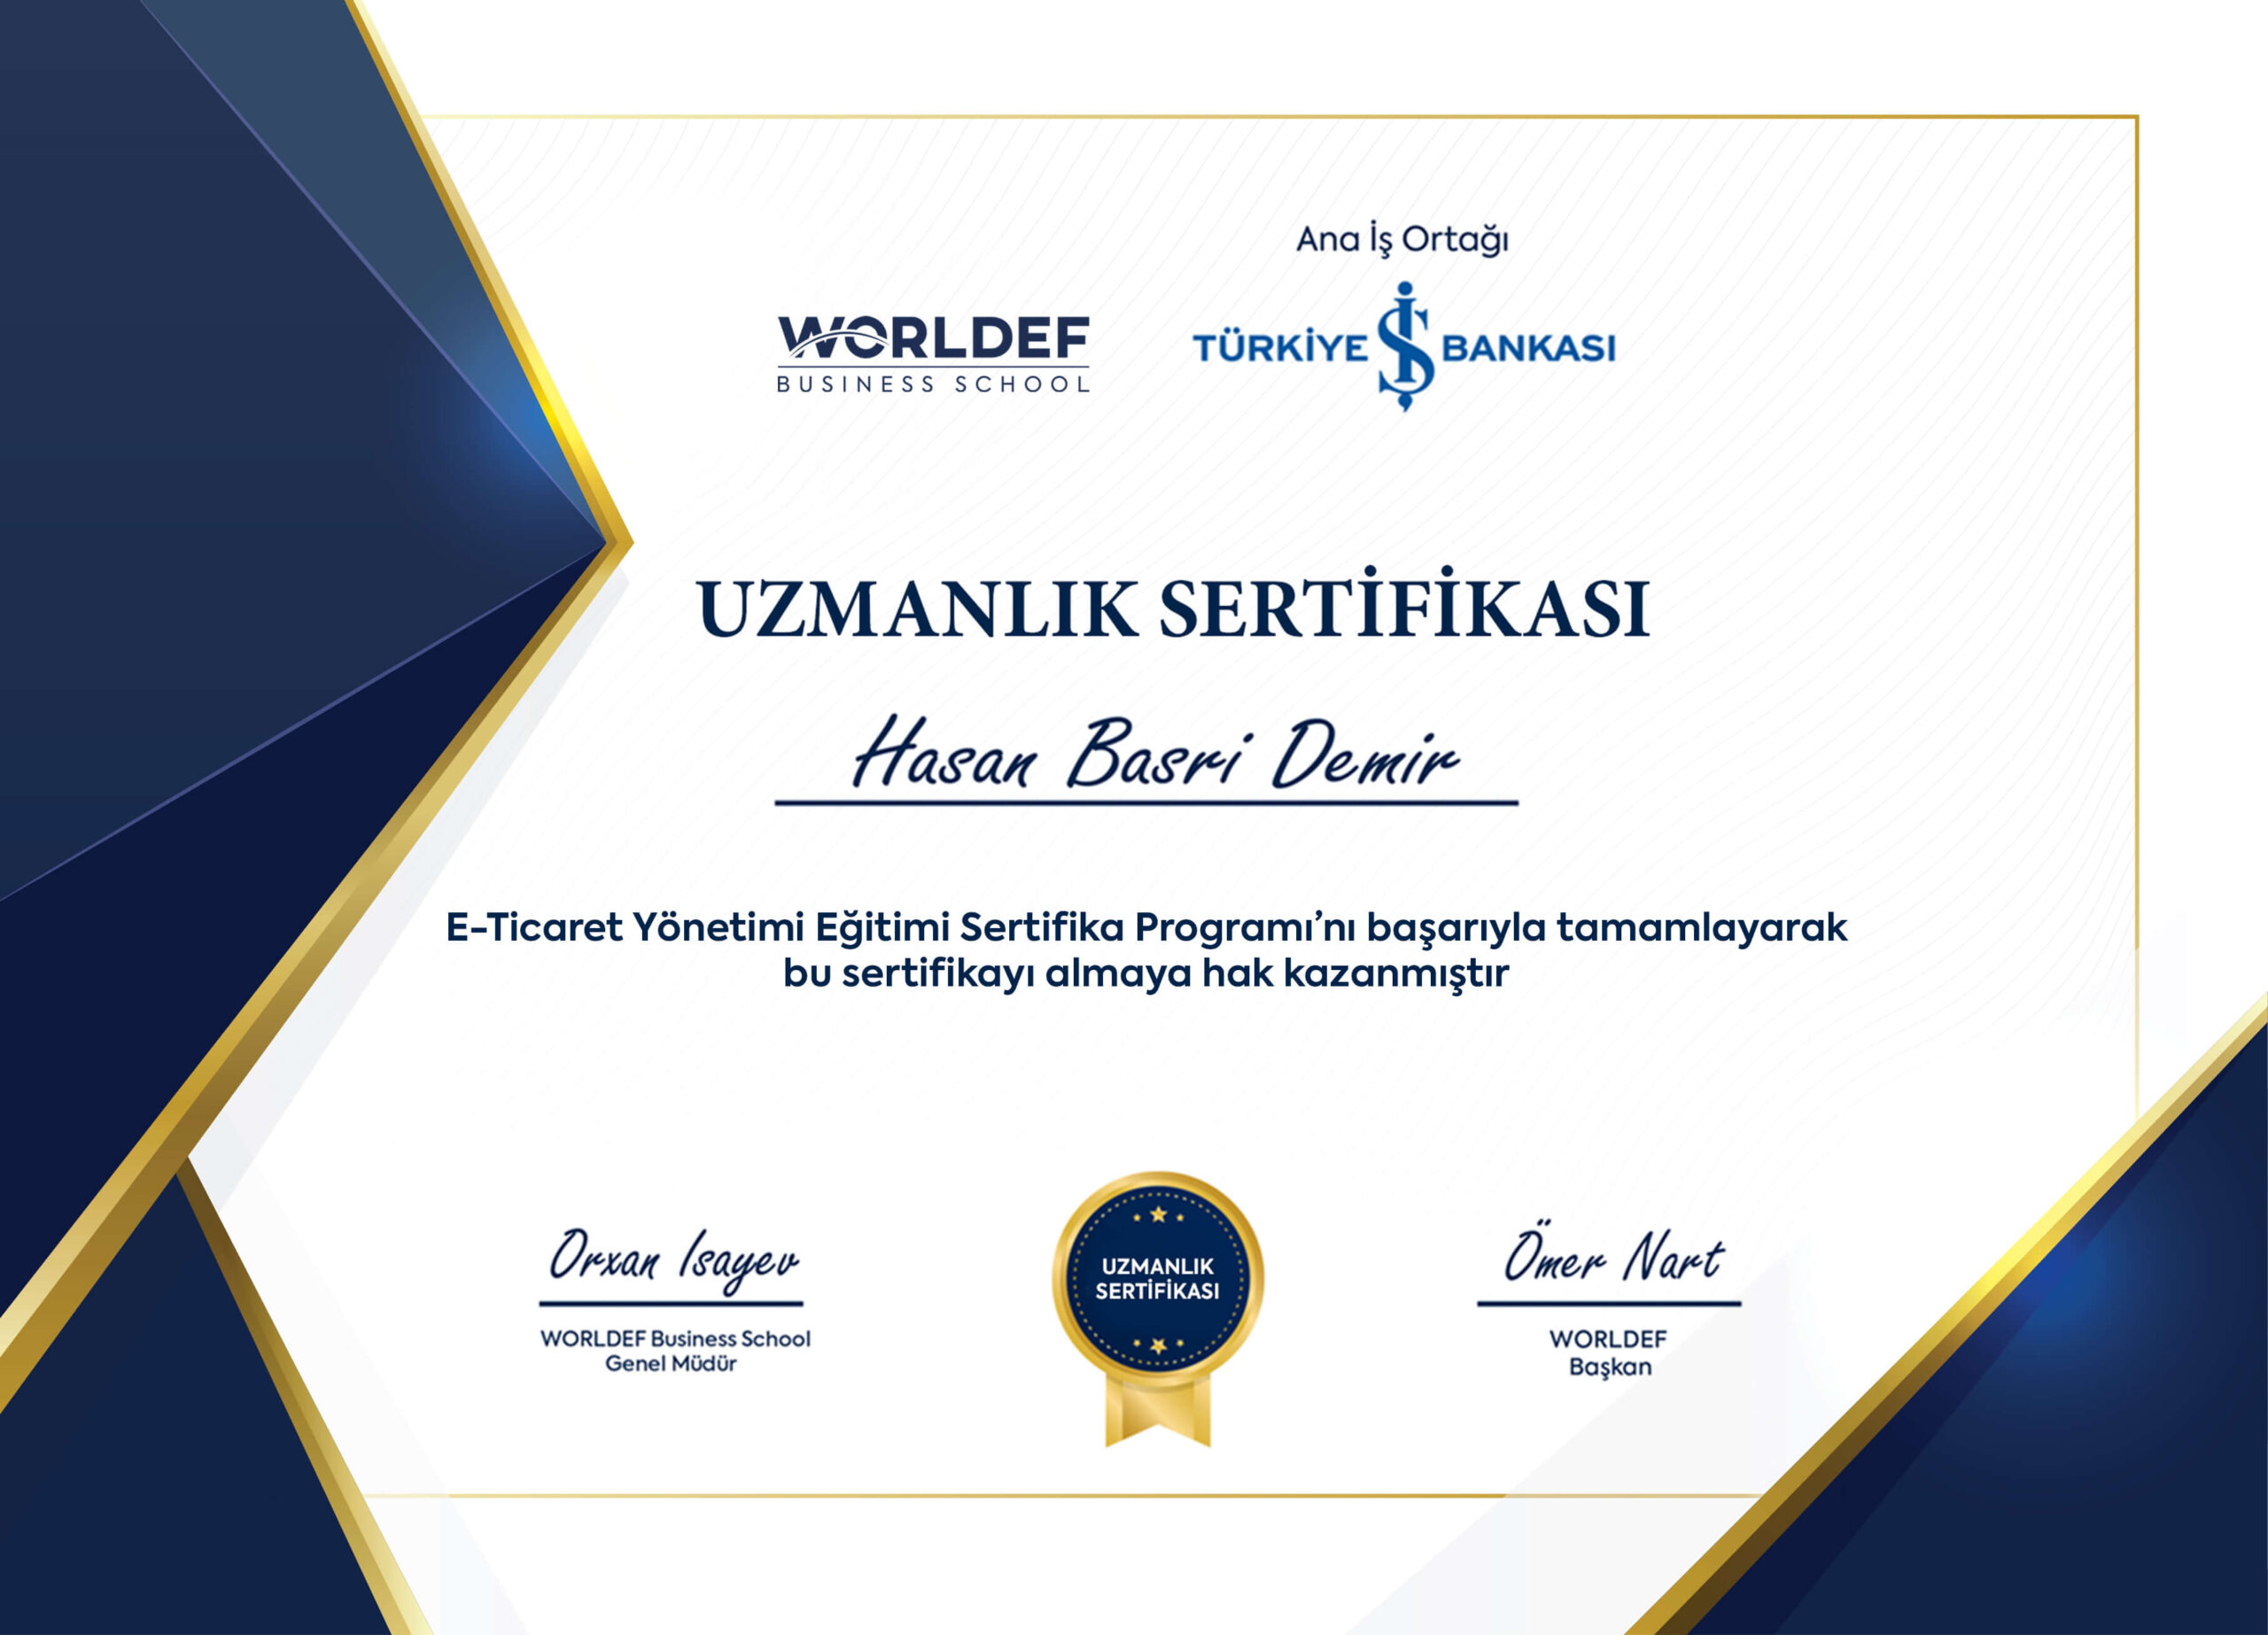 Ana İş Ortağı
WORLDEF
BUSINESS SCHOOL
TÜRKİYE İŞ BANKASI
UZMANLIK SERTİFİKASI
Hasan Basri Demir
E-Ticaret Yönetimi Eğitimi Sertifika Programı’nı başarıyla tamamlayarak
bu sertifikayı almaya hak kazanmıştır
Orxan Isayev
WORLDEF Business School
Genel Müdür
UZMANLIK
SERTİFİKASI
Ömer Nart
WORLDEF
Başkan